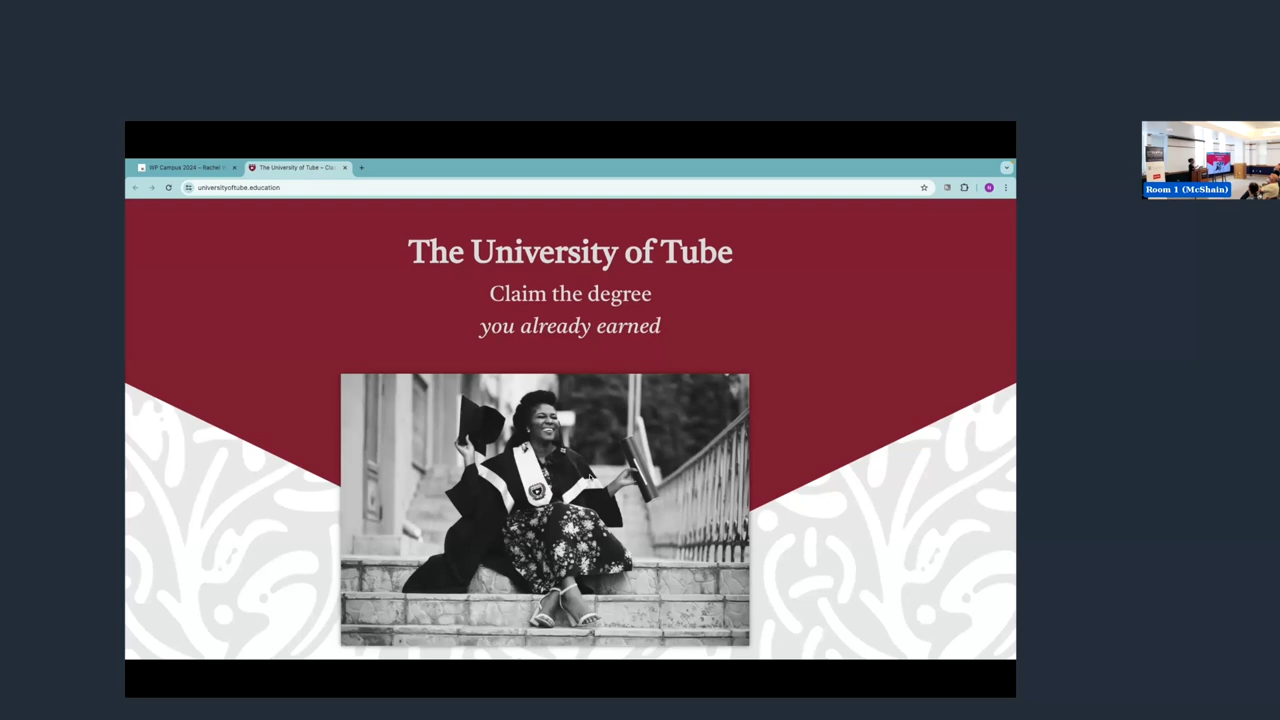 WP Campus 2024 – Rachel
The University of Tube – Cla
universityoftube.education
N
The University of Tube
Claim the degree
you already earned
Room 1 (McShain)